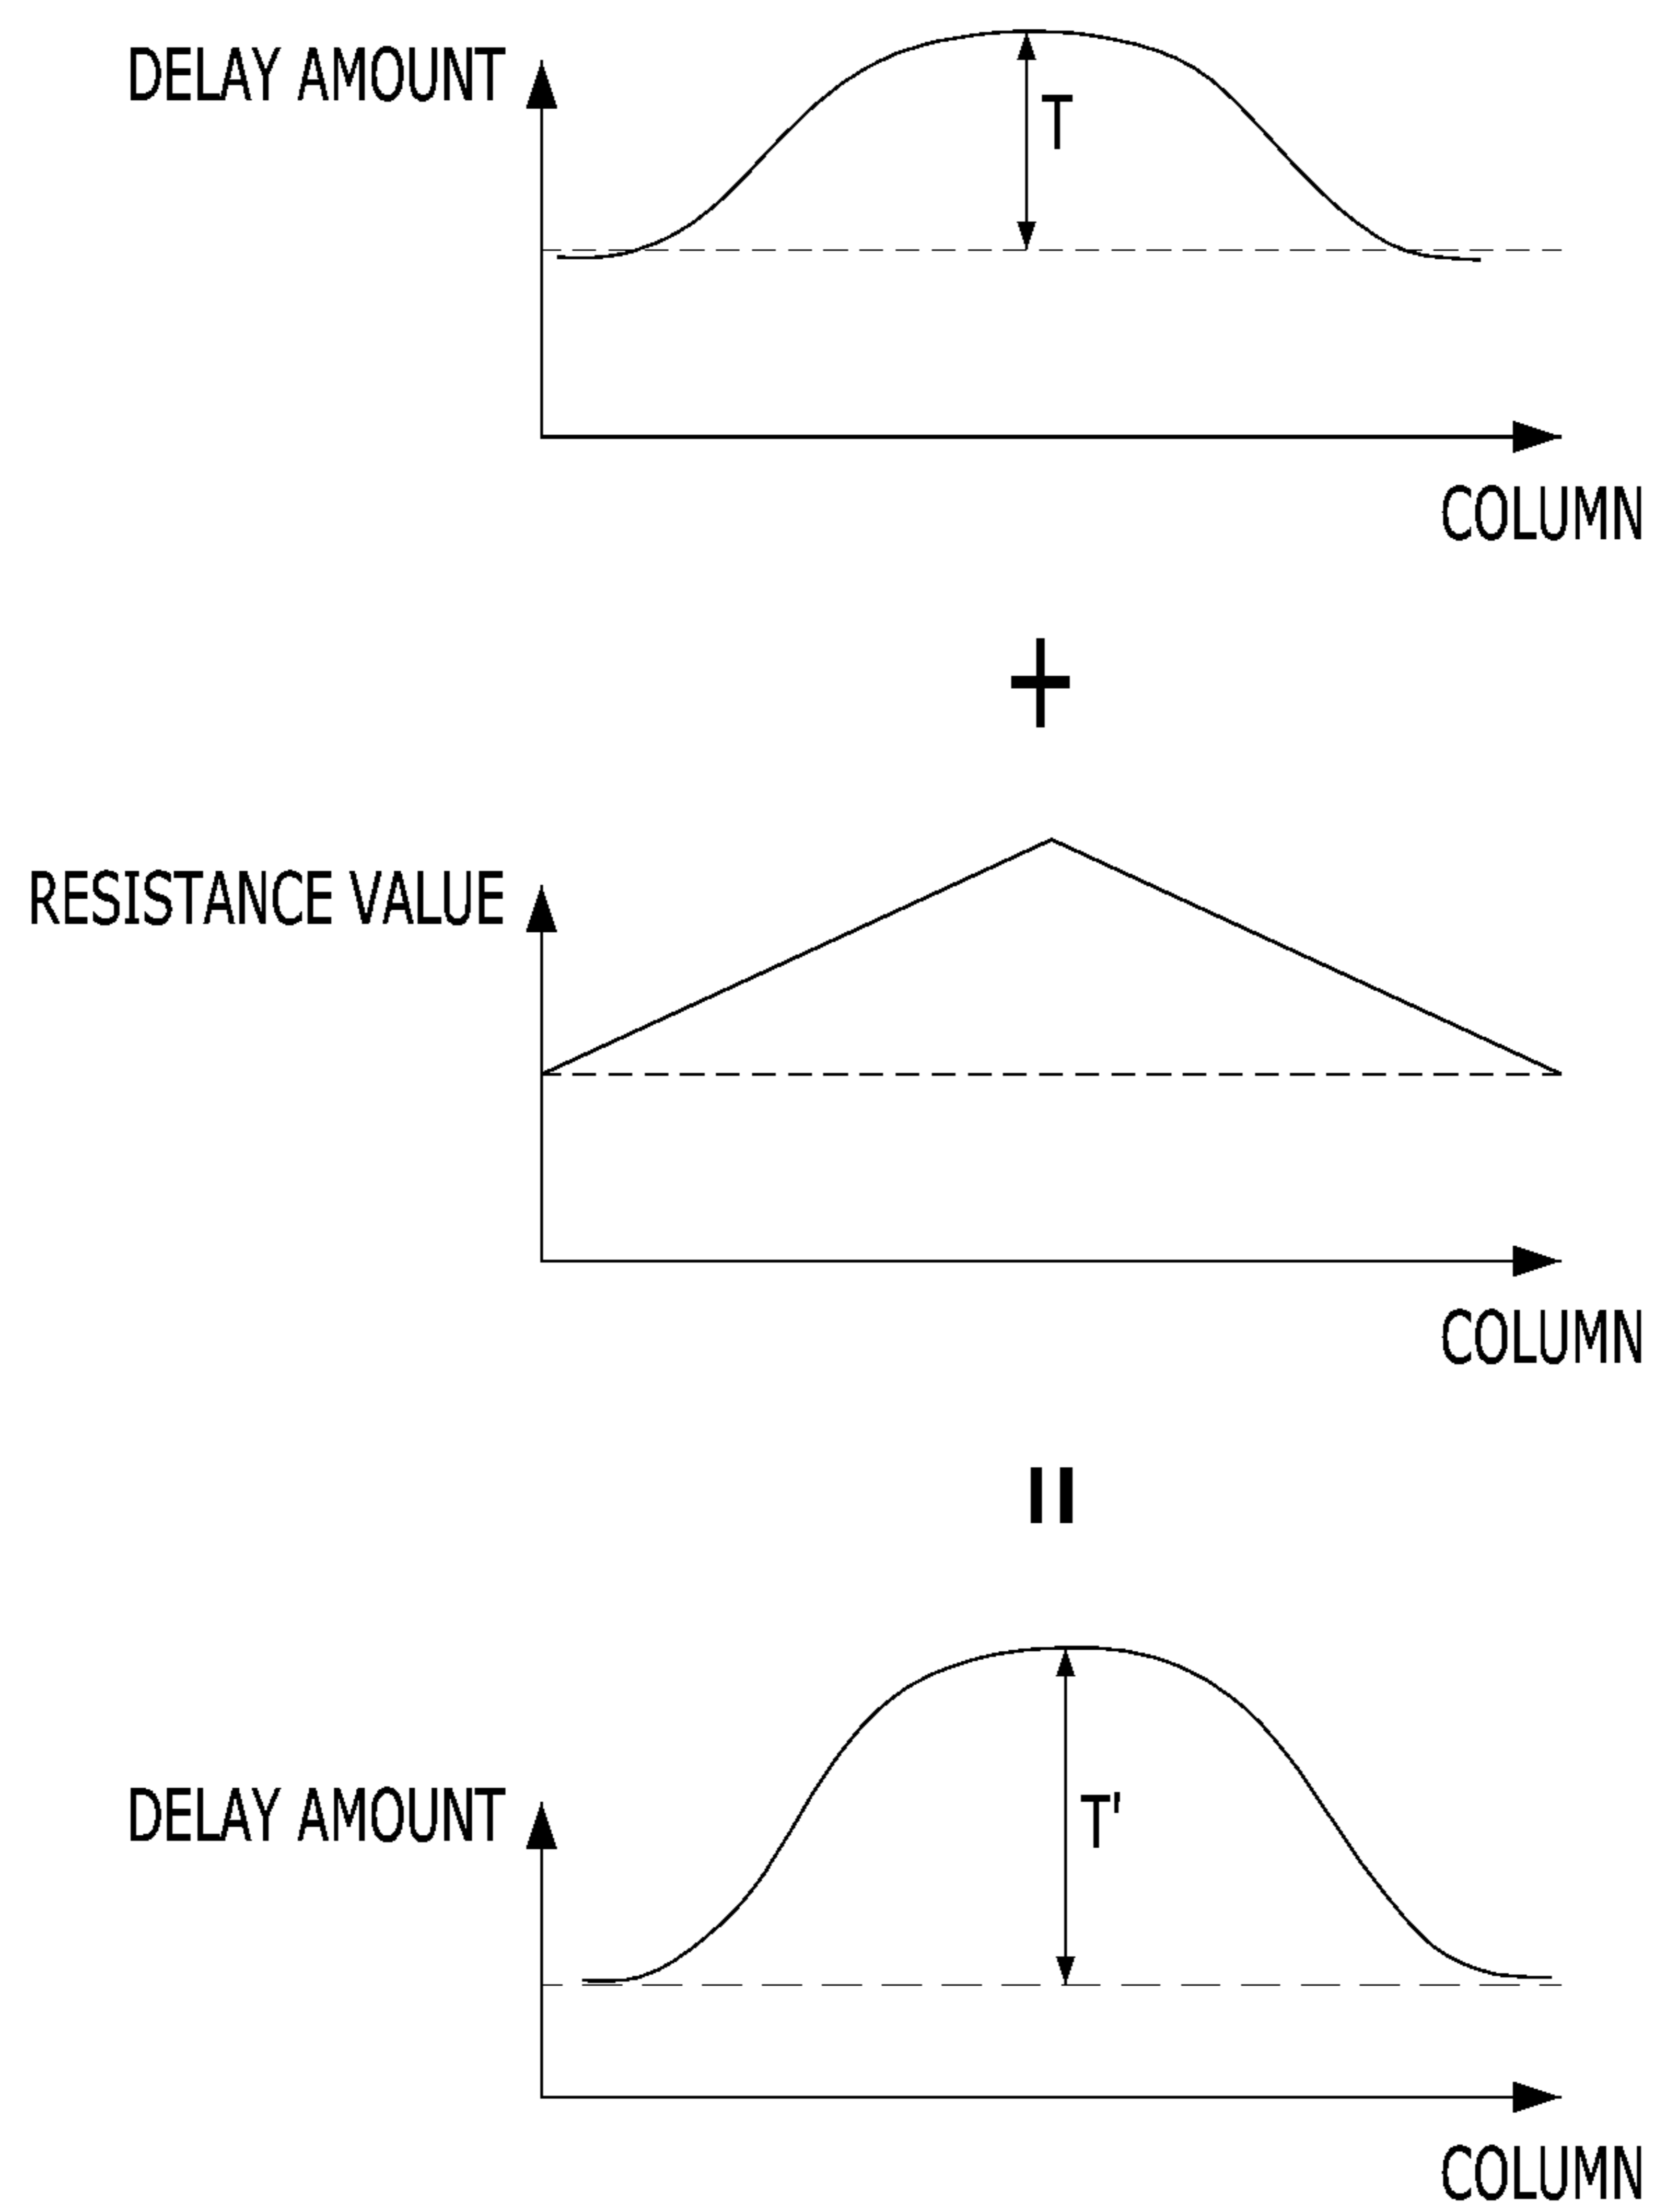 DELAY AMOUNT
T
COLUMN
+
RESISTANCE VALUE
COLUMN
=
DELAY AMOUNT
T'
COLUMN